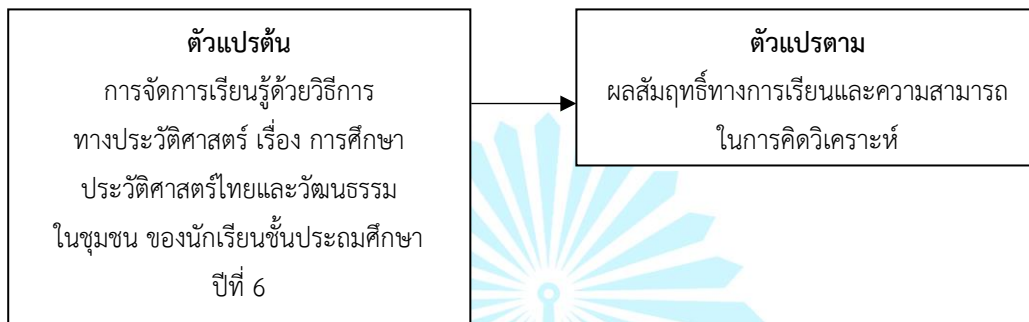 ตัวแปรต้น
การจัดการเรียนรู้ด้วยวิธีการ
ทางประวัติศาสตร์ เรื่อง การศึกษา
ประวัติศาสตร์ไทยและวัฒนธรรม
ในชุมชน ของนักเรียนชั้นประถมศึกษา
ปีที่ 6
ตัวแปรตาม
ผลสัมฤทธิ์ทางการเรียนและความสามารถ
ในการคิดวิเคราะห์